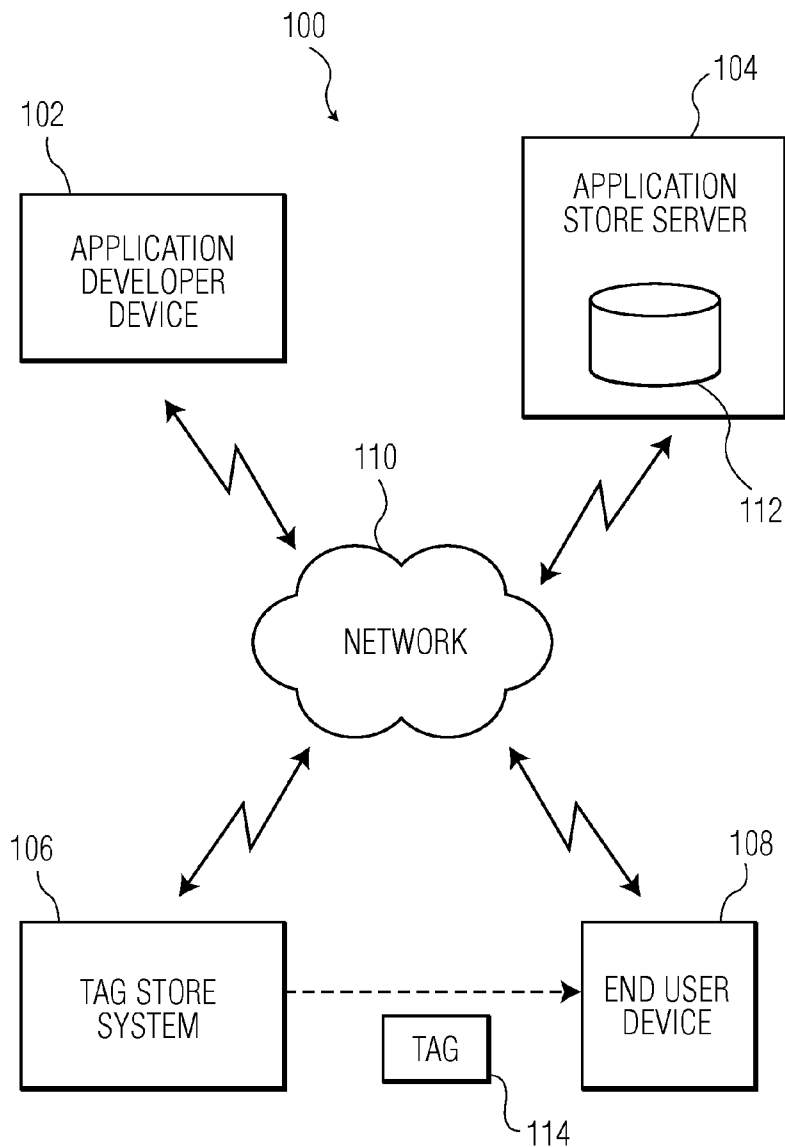 100
104
102
APPLICATION
STORE SERVER
APPLICATION
DEVELOPER
DEVICE
112
110
NETWORK
106
108
TAG STORE
SYSTEM
END USER
DEVICE
TAG
114